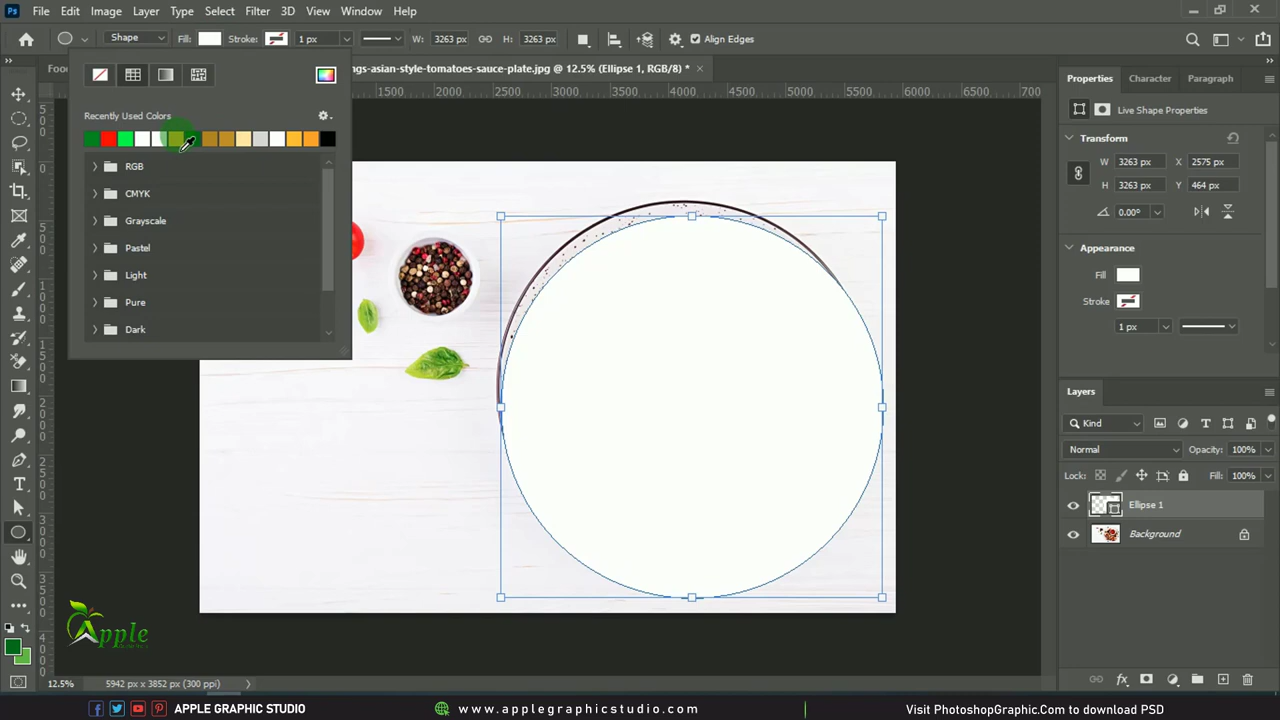 Ps File Edit Image Layer Type Select Filter 3D View Window Help
Shape Fill: Stroke: 1 px W: 3263 px H: 3263 px Align Edges
Foo
ngs-asian-style-tomatoes-sauce-plate.jpg @ 12.5% (Ellipse 1, RGB/8) *
1500 2000 2500 3000 3500 4000 4500 5000 5500 6000 6500 700
Recently Used Colors
RGB
CMYK
Grayscale
Pastel
Light
Pure
Dark
Properties Character Paragraph
Live Shape Properties
Transform
W 3263 px X 2575 px
H 3263 px Y 464 px
0.00°
Appearance
Fill
Stroke
1 px
Layers
Kind
Normal Opacity: 100%
Lock: Fill: 100%
Ellipse 1
Background
Apple
12.5% 5942 px x 3852 px (300 ppi)
APPLE GRAPHIC STUDIO
www.applegraphicstudio.com
Visit PhotoshopGraphic.Com to download PSD